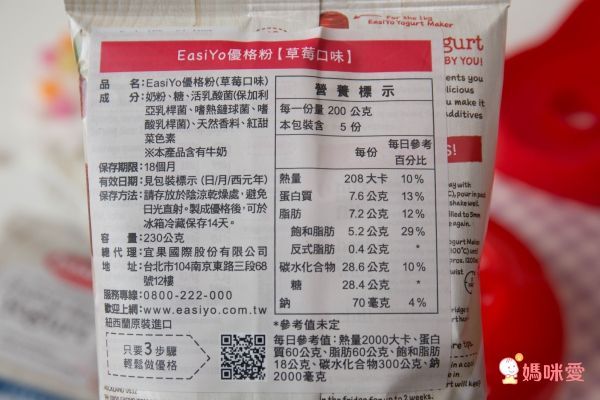 For the 1kg
EasiYo Yogurt Maker
EasiYo優格粉【草莓口味】
品名:EasiYo優格粉(草莓口味)
成分:奶粉、糖、活乳酸菌(保加利
亞乳桿菌、嗜熱鏈球菌、嗜
酸乳桿菌)、天然香料、紅甜
菜色素
※本產品含有牛奶
保存期限:18個月
有效日期:見包裝標示 (日/月/西元年)
保存方法:請存放於陰涼乾燥處,避免
日光直射。製成優格後,可於
冰箱冷藏保存14天。
容量:230公克
總代理:宜果國際股份有限公司
地址:台北市104南京東路三段68
號12樓
服務專線:0800-222-000
歡迎上網:www.easiyo.com.tw
紐西蘭原裝進口
只要3步驟
輕鬆做優格
營養標示
每一份量 200 公克
本包裝含 5 份
每份 每日參考
百分比
熱量 208 大卡 10%
蛋白質 7.6 公克 13%
脂肪 7.2 公克 12%
飽和脂肪 5.2 公克 29%
反式脂肪 0.4 公克 *
碳水化合物 28.6 公克 10%
糖 28.4 公克 *
鈉 70 毫克 4%
*參考值未定
每日參考值:熱量2000大卡、蛋白
質60公克、脂肪60公克、飽和脂肪
18公克、碳水化合物300公克、鈉
2000毫克
BY YOU!
媽咪愛